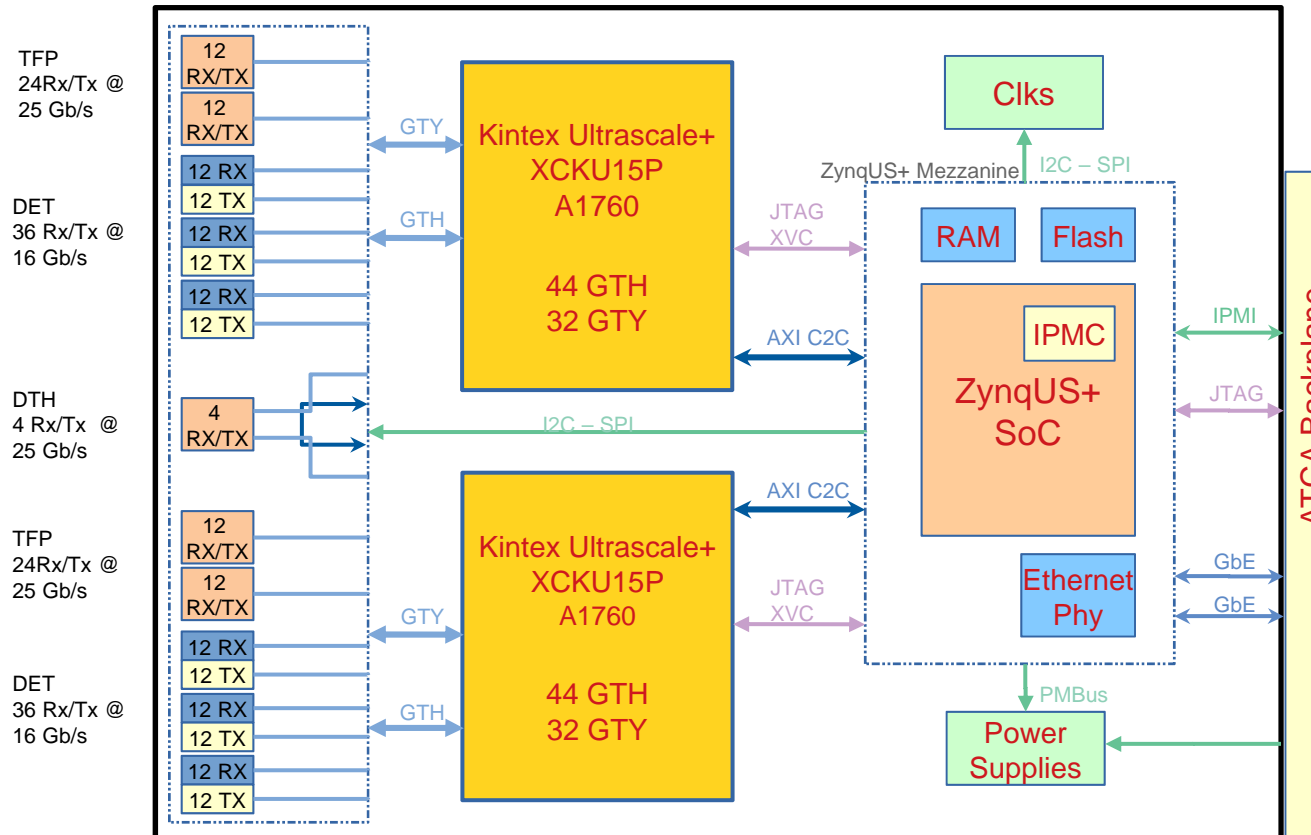 TFP
24Rx/Tx @
25 Gb/s
DET
36 Rx/Tx @
16 Gb/s
DTH
4 Rx/Tx @
25 Gb/s
TFP
24Rx/Tx @
25 Gb/s
DET
36 Rx/Tx @
16 Gb/s
12
RX/TX
12
RX/TX
12 RX
12 TX
12 RX
12 TX
12 RX
12 TX
4
RX/TX
12
RX/TX
12
RX/TX
12 RX
12 TX
12 RX
12 TX
12 RX
12 TX
GTY
GTH
Kintex Ultrascale+
XCKU15P
A1760
44 GTH
32 GTY
JTAG
XVC
AXI C2C
I2C – SPI
GTY
GTH
Kintex Ultrascale+
XCKU15P
A1760
44 GTH
32 GTY
AXI C2C
JTAG
XVC
Clks
I2C – SPI
ZynqUS+ Mezzanine
RAM
Flash
IPMC
ZynqUS+
SoC
Ethernet
Phy
PMBus
Power
Supplies
IPMI
JTAG
GbE
GbE
ATCA Backplane